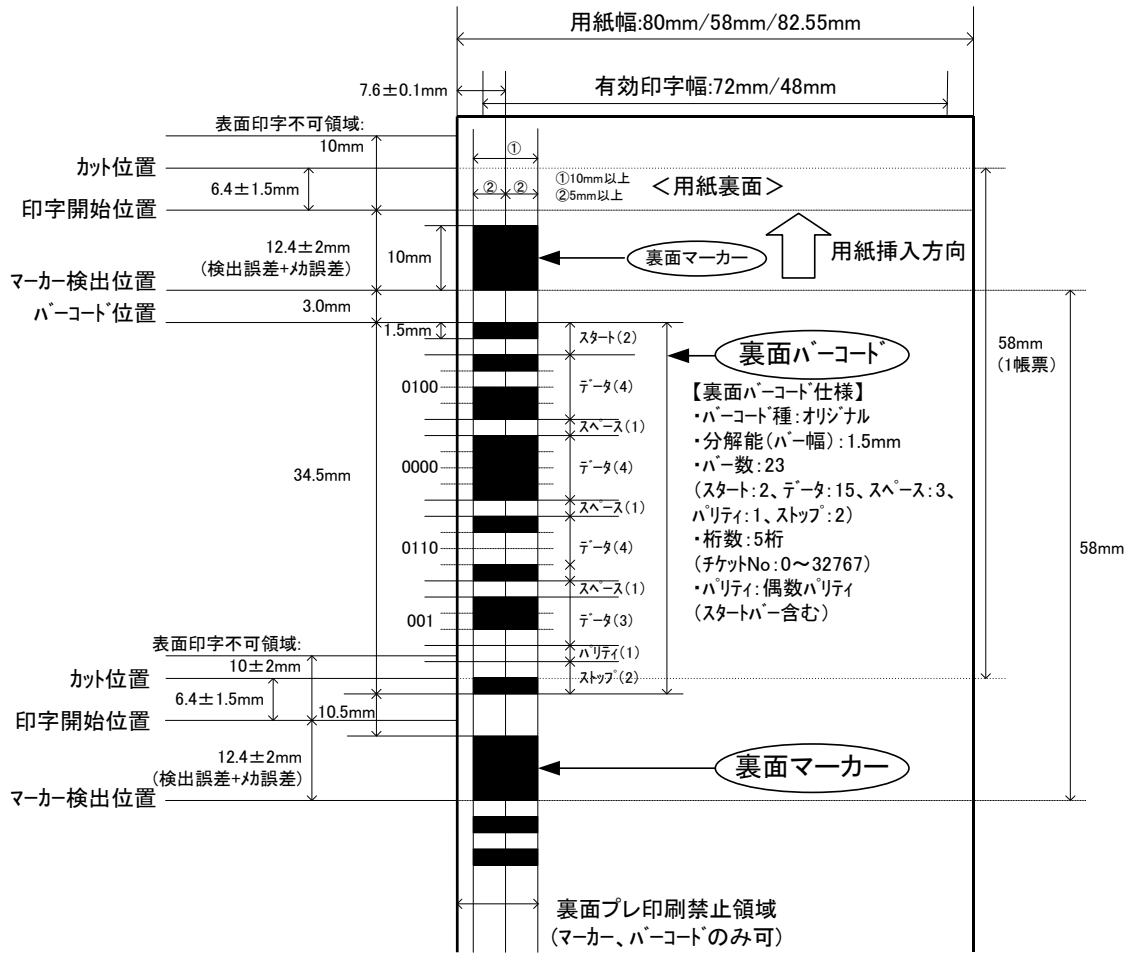 用紙幅:80mm/58mm/82.55mm
有効印字幅:72mm/48mm
7.6±0.1mm
表面印字不可領域:
10mm
カット位置
6.4±1.5mm
印字開始位置
①
② ②
①10mm以上
②5mm以上
＜用紙裏面＞
用紙挿入方向
12.4±2mm
(検出誤差+メカ誤差)
10mm
裏面マーカー
マーカー検出位置
バーコード位置
3.0mm
1.5mm
スタート(2)
0100
データ(4)
スペース(1)
0000
データ(4)
スペース(1)
0110
データ(4)
スペース(1)
001
データ(3)
パリティ(1)
ストップ(2)
34.5mm
裏面バーコード
【裏面バーコード仕様】
・バーコード種:オリジナル
・分解能(バー幅):1.5mm
・バー数:23
(スタート:2、データ:15、スペース:3、
パリティ:1、ストップ:2)
・桁数:5桁
(チケットNo:0～32767)
・パリティ:偶数パリティ
(スタートバー含む)
58mm
(1帳票)
58mm
表面印字不可領域:
10±2mm
カット位置
6.4±1.5mm
10.5mm
印字開始位置
12.4±2mm
(検出誤差+メカ誤差)
マーカー検出位置
裏面マーカー
裏面プレ印刷禁止領域
(マーカー、バーコードのみ可)